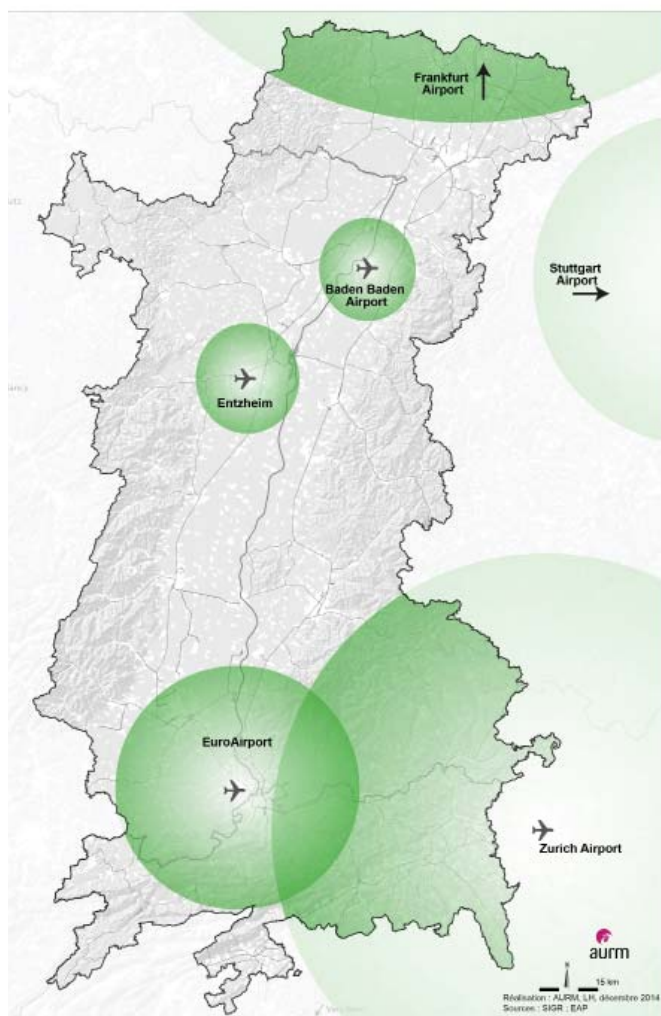 Frankfurt
Airport
Stuttgart
Airport
Baden Baden
Airport
Entzheim
EuroAirport
Zurich Airport
aurm
15 km
Réalisation : AURM, LH, décembre 2014
Sources : SIGR ; EAP